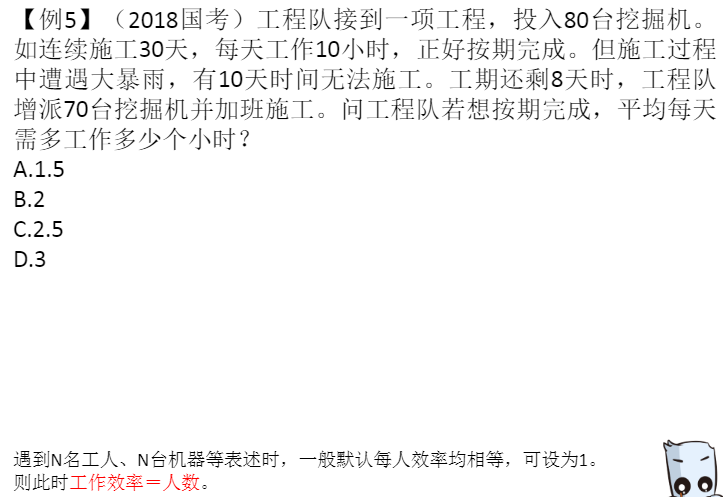 【例5】（2018国考）工程队接到一项工程，投入80台挖掘机。
如连续施工30天，每天工作10小时，正好按期完成。但施工过程
中遭遇大暴雨，有10天时间无法施工。工期还剩8天时，工程队
增派70台挖掘机并加班施工。问工程队若想按期完成，平均每天
需多工作多少个小时？
A.1.5
B.2
C.2.5
D.3
遇到N名工人、N台机器等表述时，一般默认每人效率均相等，可设为1。
则此时工作效率＝人数。